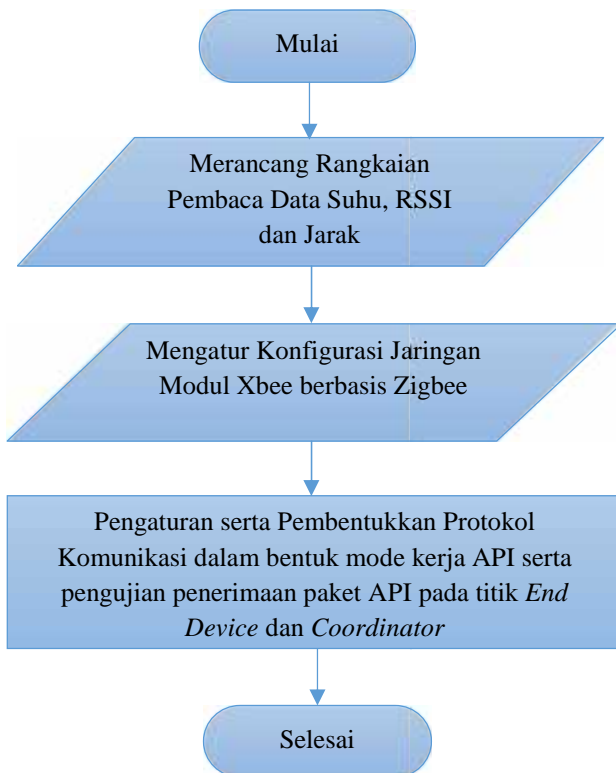 Mulai
Merancang Rangkaian
Pembaca Data Suhu, RSSI
dan Jarak
Mengatur Konfigurasi Jaringan
Modul Xbee berbasis Zigbee
Pengaturan serta Pembentukkan Protokol
Komunikasi dalam bentuk mode kerja API serta
pengujian penerimaan paket API pada titik End
Device dan Coordinator
Selesai